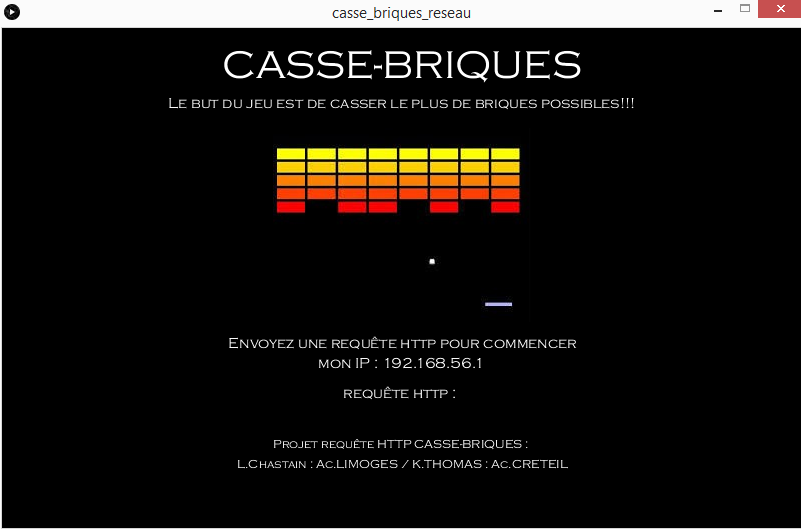 casse_briques_reseau
CASSE-BRIQUES
Le but du jeu est de casser le plus de briques possibles!!!
Envoyez une requête http pour commencer
mon IP : 192.168.56.1
requête http :
Projet requête HTTP CASSE-BRIQUES :
L.Chastain : Ac.LIMOGES / K.THOMAS : Ac.CRETEIL